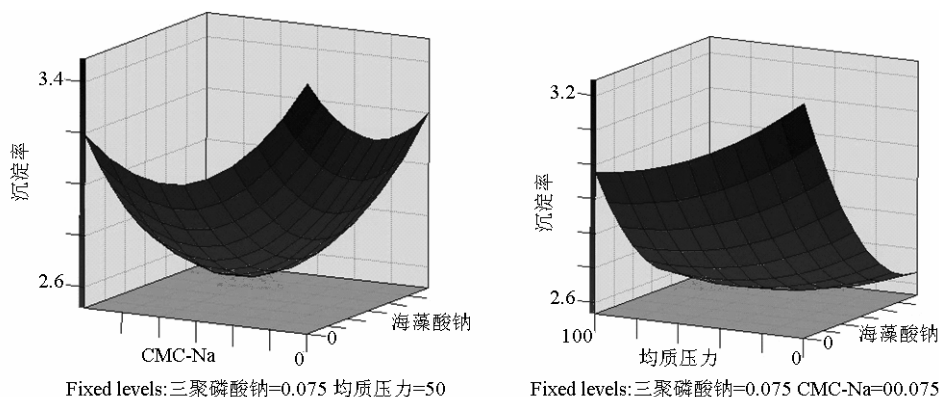 3.4
沉淀率
2.6
CMC-Na
0
0
海藻酸钠
Fixed levels:三聚磷酸钠=0.075 均质压力=50
3.2
沉淀率
2.6
100
均质压力
0
0
海藻酸钠
Fixed levels:三聚磷酸钠=0.075 CMC-Na=00.075